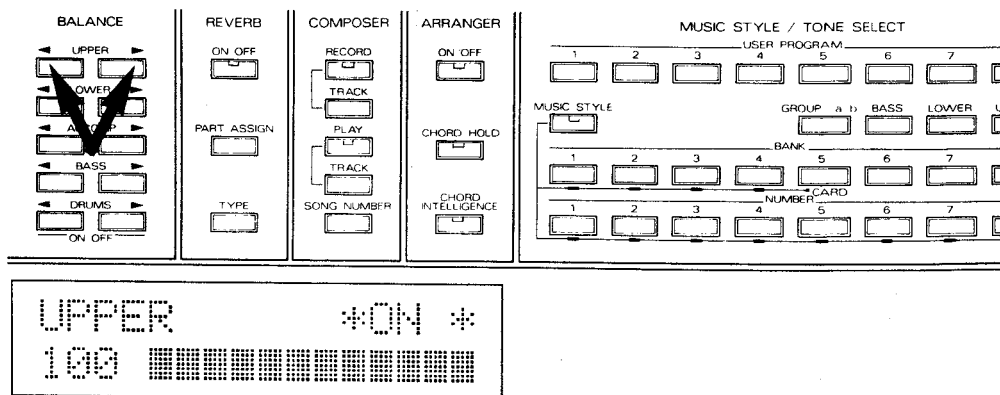 BALANCE
UPPER
LOWER
BASS
DRUMS
ON OFF
REVERB
ON OFF
PART ASSIGN
TYPE
COMPOSER
RECORD
TRACK
PLAY
TRACK
SONG NUMBER
ARRANGER
ON OFF
CHORD HOLD
CHORD
INTELLIGENCE
MUSIC STYLE / TONE SELECT
USER PROGRAM
1 2 3 4 5 6 7
MUSIC STYLE
GROUP a b BASS LOWER
BANK
1 2 3 4 5 6 7
CARD
NUMBER
1 2 3 4 5 6 7
UPPER *ON *
100